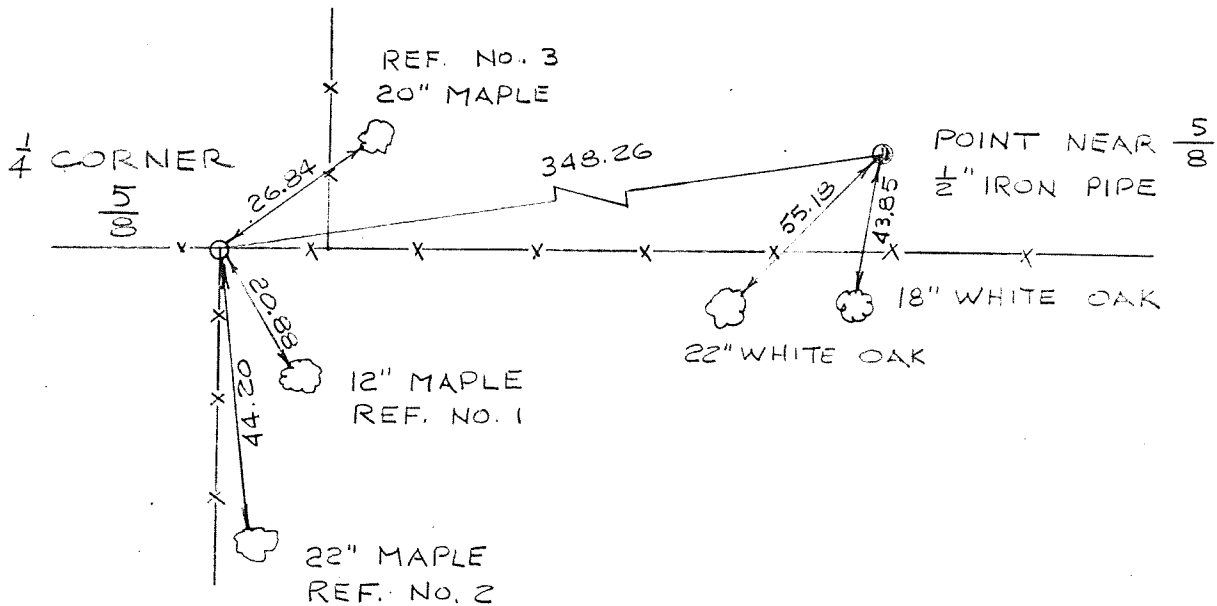 REF. NO. 3
20" MAPLE
1/4 CORNER
5/8
26.84
348.26
POINT NEAR 5/8
1/2" IRON PIPE
55.18
43.85
20.88
18" WHITE OAK
22" WHITE OAK
12" MAPLE
REF. NO. 1
44.20
22" MAPLE
REF. NO. 2